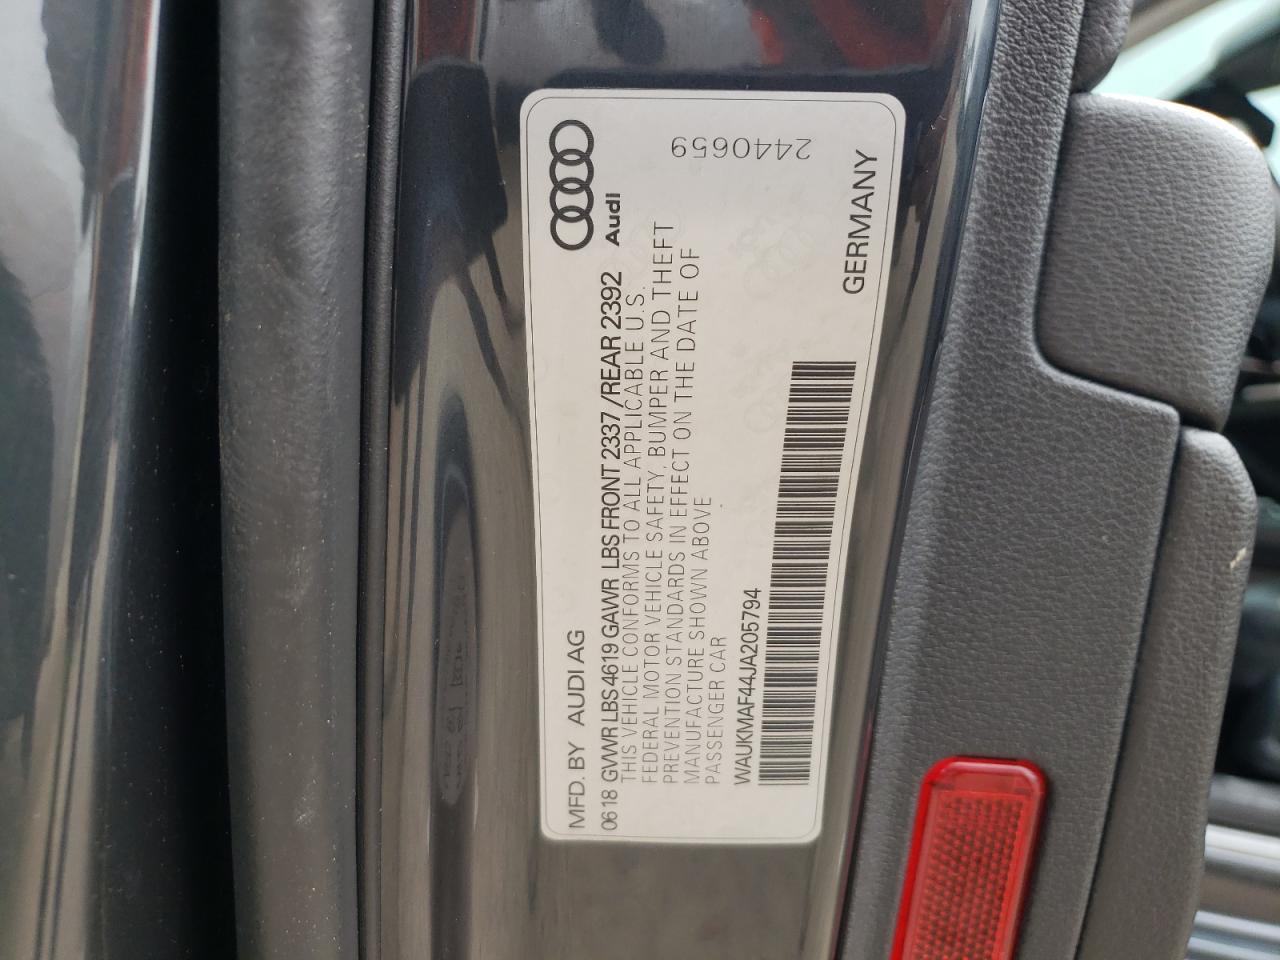 MFD. BY AUDI AG
Audi
0618 GVWR LBS 4619 GAWR LBS FRONT 2337/REAR 2392
THIS VEHICLE CONFORMS TO ALL APPLICABLE U.S.
FEDERAL MOTOR VEHICLE SAFETY, BUMPER AND THEFT
PREVENTION STANDARDS IN EFFECT ON THE DATE OF
MANUFACTURE SHOWN ABOVE
PASSENGER CAR
WAUKMAF44JA205794
GERMANY
2440659